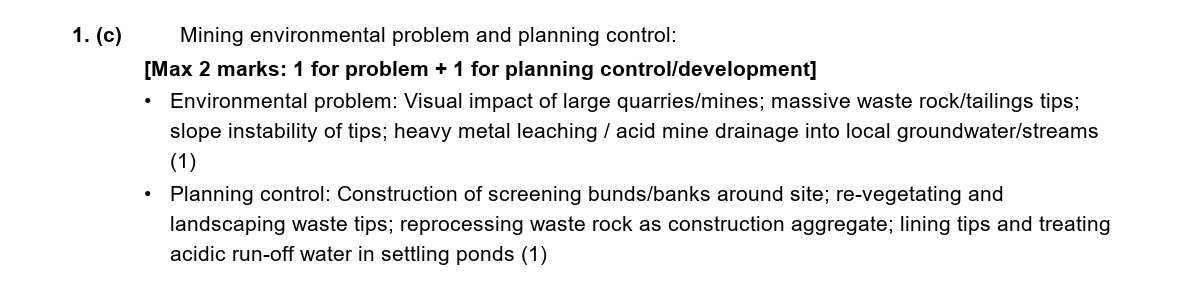 1. (c) Mining environmental problem and planning control:
[Max 2 marks: 1 for problem + 1 for planning control/development]
• Environmental problem: Visual impact of large quarries/mines; massive waste rock/tailings tips;
slope instability of tips; heavy metal leaching / acid mine drainage into local groundwater/streams
(1)
• Planning control: Construction of screening bunds/banks around site; re-vegetating and
landscaping waste tips; reprocessing waste rock as construction aggregate; lining tips and treating
acidic run-off water in settling ponds (1)